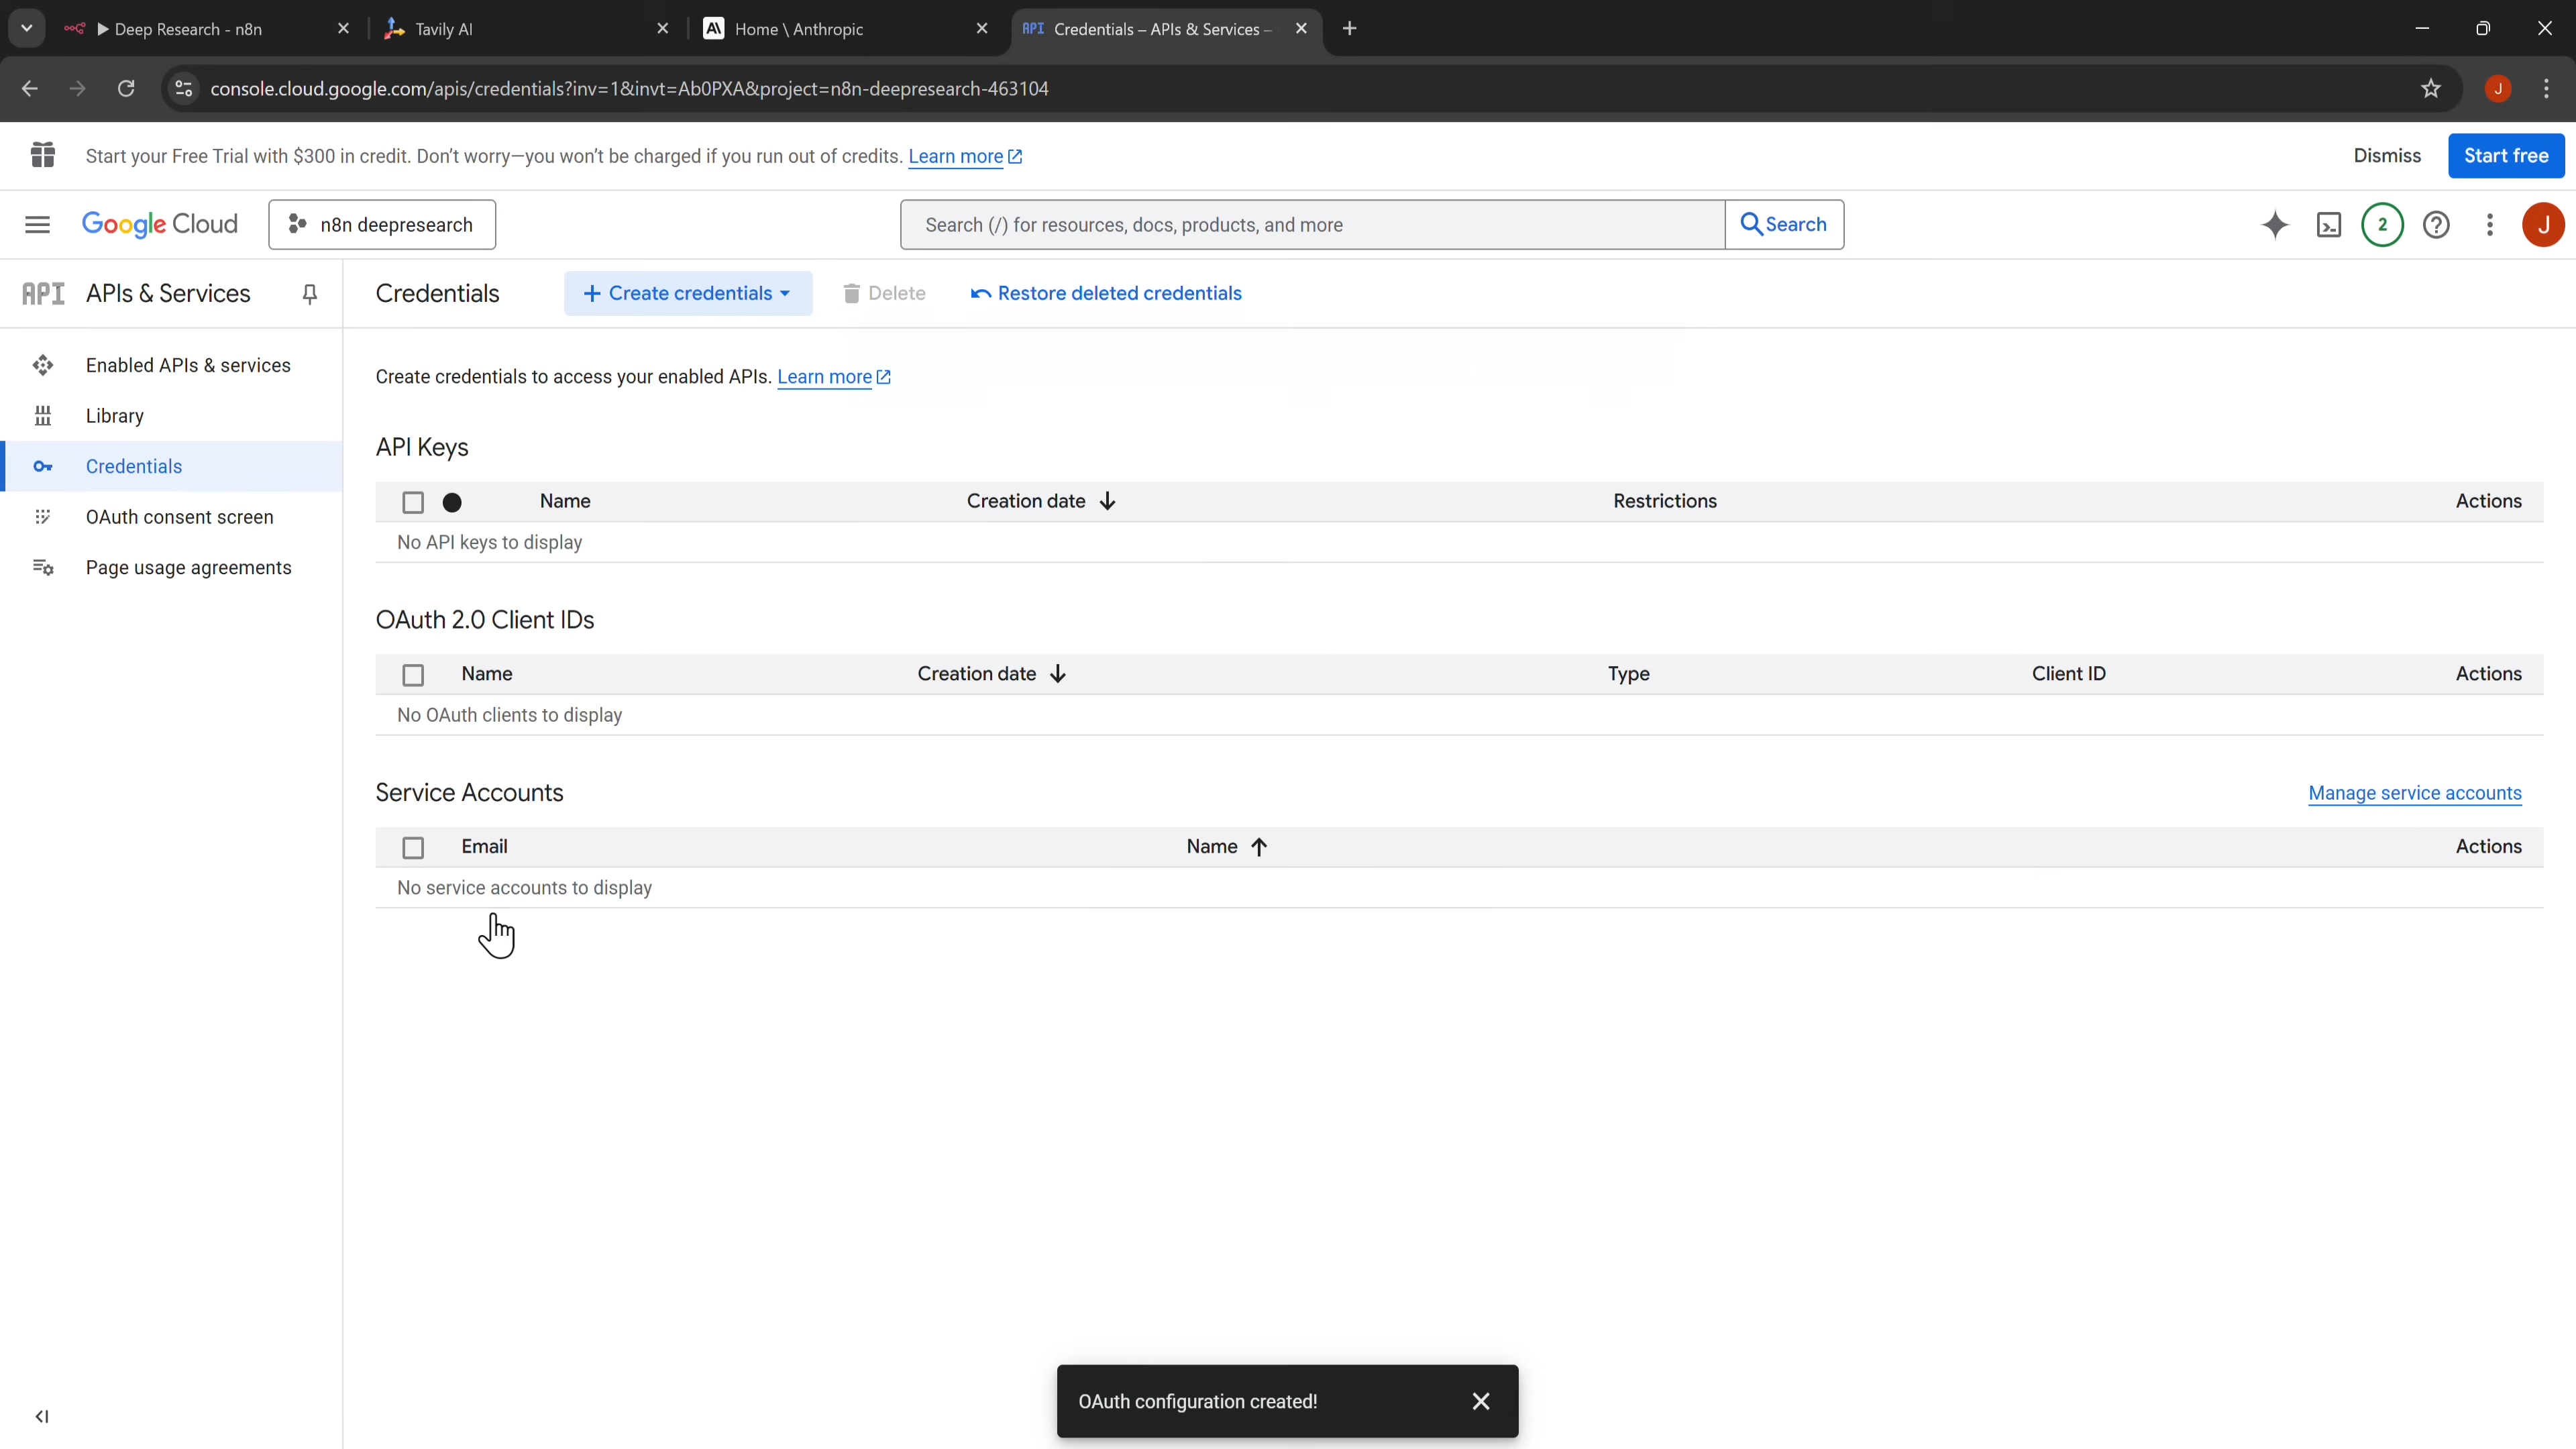 ▶ Deep Research - n8n
Tavily AI
Home \ Anthropic
API Credentials – APIs & Services –
console.cloud.google.com/apis/credentials?inv=1&invt=Ab0PXA&project=n8n-deepresearch-463104
J
Start your Free Trial with $300 in credit. Don't worry—you won't be charged if you run out of credits. Learn more
Dismiss
Start free
Google Cloud
n8n deepresearch
Search (/) for resources, docs, products, and more
Search
2
J
API APIs & Services
Credentials
+ Create credentials
Delete
Restore deleted credentials
Enabled APIs & services
Library
Credentials
OAuth consent screen
Page usage agreements
Create credentials to access your enabled APIs. Learn more
API Keys
Name Creation date ↓ Restrictions Actions
No API keys to display
OAuth 2.0 Client IDs
Name Creation date ↓ Type Client ID Actions
No OAuth clients to display
Service Accounts
Manage service accounts
Email Name ↑ Actions
No service accounts to display
OAuth configuration created!